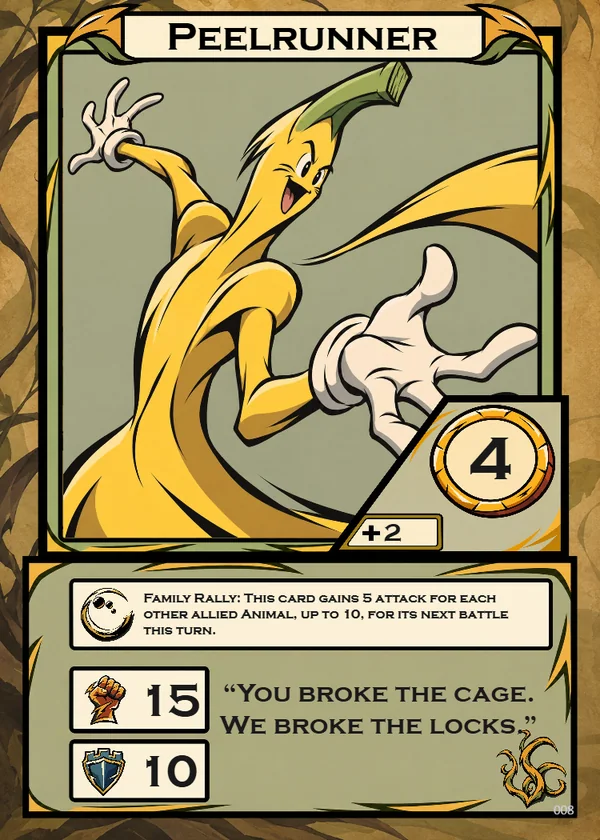 Peelrunner
4
+2
Family Rally: This card gains 5 attack for each
other allied Animal, up to 10, for its next battle
this turn.
15
“You broke the cage.
We broke the locks.”
10
008